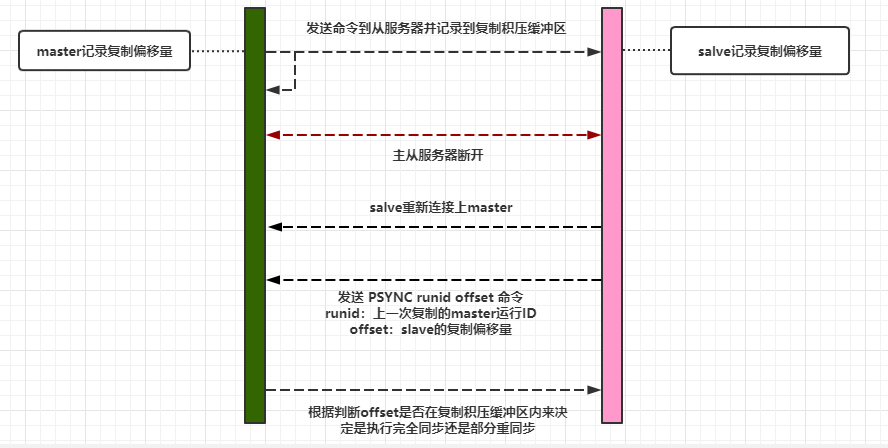 发送命令到从服务器并记录到复制积压缓冲区
master记录复制偏移量
salve记录复制偏移量
主从服务器断开
salve重新连接上master
发送 PSYNC runid offset 命令
runid：上一次复制的master运行ID
offset：slave的复制偏移量
根据判断offset是否在复制积压缓冲区内来决
定是执行完全同步还是部分重同步